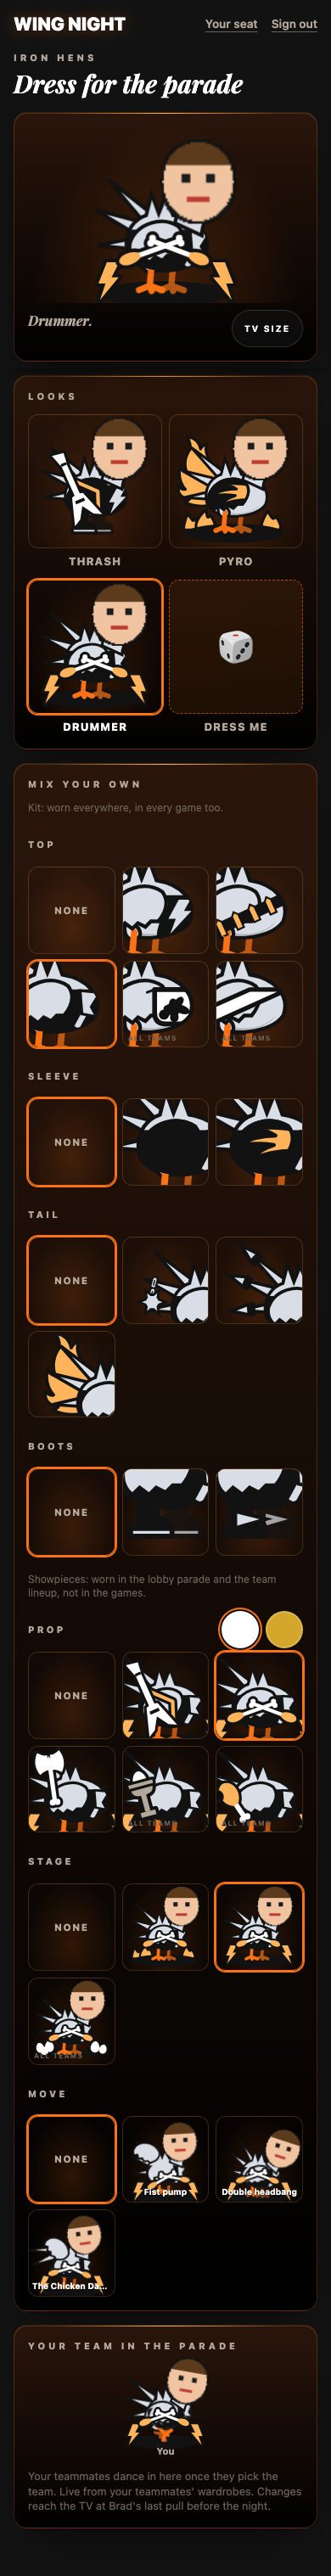 WING NIGHT
Your seat
Sign out
IRON HENS
Dress for the parade
Drummer.
TV SIZE
LOOKS
THRASH
PYRO
DRUMMER
DRESS ME
MIX YOUR OWN
Kit: worn everywhere, in every game too.
TOP
NONE
ALL TEAMS
ALL TEAMS
SLEEVE
NONE
TAIL
NONE
BOOTS
NONE
Showpieces: worn in the lobby parade and the team
lineup, not in the games.
PROP
NONE
ALL TEAMS
ALL TEAMS
STAGE
NONE
ALL TEAMS
MOVE
NONE
Fist pump
Double headbang
The Chicken Da...
YOUR TEAM IN THE PARADE
You
Your teammates dance in here once they pick the
team. Live from your teammates' wardrobes. Changes
reach the TV at Brad's last pull before the night.